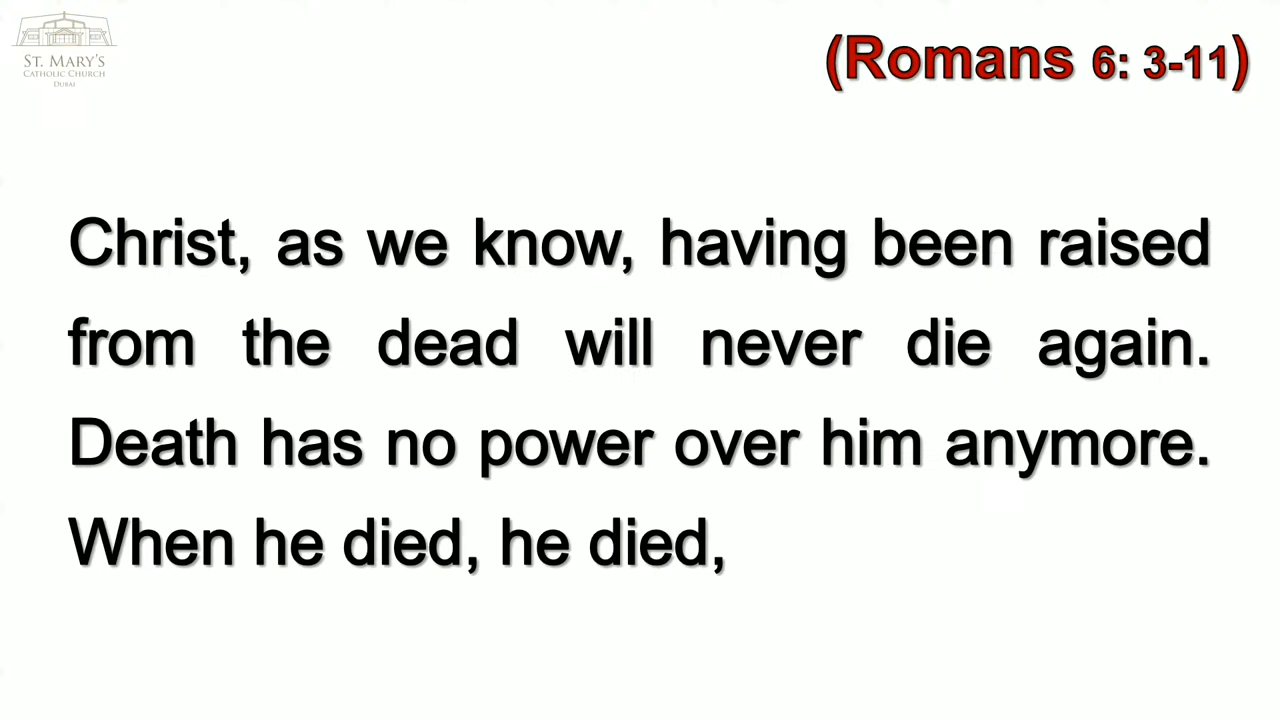 ST. MARY'S
CATHOLIC CHURCH
DUBAI
(Romans 6: 3-11)
Christ, as we know, having been raised
from the dead will never die again.
Death has no power over him anymore.
When he died, he died,